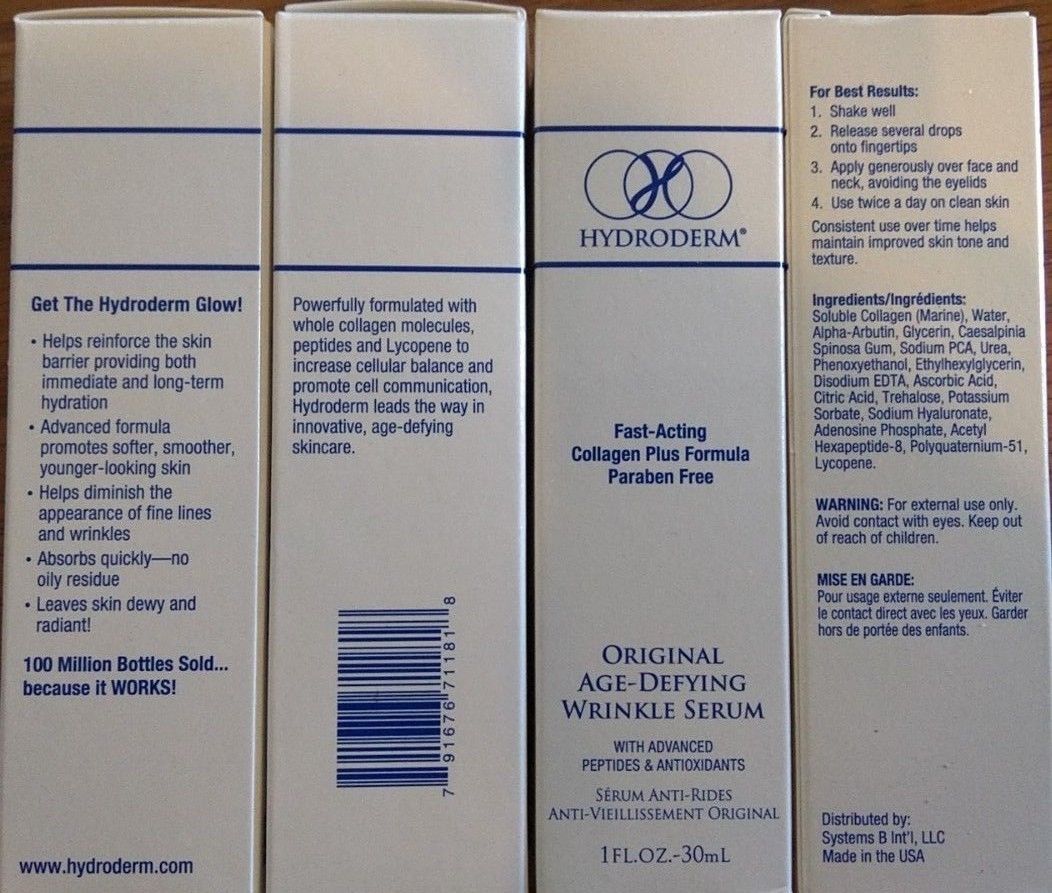 Get The Hydroderm Glow!
• Helps reinforce the skin
barrier providing both
immediate and long-term
hydration
• Advanced formula
promotes softer, smoother,
younger-looking skin
• Helps diminish the
appearance of fine lines
and wrinkles
• Absorbs quickly—no
oily residue
• Leaves skin dewy and
radiant!
100 Million Bottles Sold...
because it WORKS!
www.hydroderm.com
Powerfully formulated with
whole collagen molecules,
peptides and Lycopene to
increase cellular balance and
promote cell communication,
Hydroderm leads the way in
innovative, age-defying
skincare.
7 91676 71181 8
H
HYDRODERM®
Fast-Acting
Collagen Plus Formula
Paraben Free
ORIGINAL
AGE-DEFYING
WRINKLE SERUM
WITH ADVANCED
PEPTIDES & ANTIOXIDANTS
SÉRUM ANTI-RIDES
ANTI-VIEILLISSEMENT ORIGINAL
1FL.OZ.-30mL
For Best Results:
1. Shake well
2. Release several drops
onto fingertips
3. Apply generously over face and
neck, avoiding the eyelids
4. Use twice a day on clean skin
Consistent use over time helps
maintain improved skin tone and
texture.
Ingredients/Ingrédients:
Soluble Collagen (Marine), Water,
Alpha-Arbutin, Glycerin, Caesalpinia
Spinosa Gum, Sodium PCA, Urea,
Phenoxyethanol, Ethylhexylglycerin,
Disodium EDTA, Ascorbic Acid,
Citric Acid, Trehalose, Potassium
Sorbate, Sodium Hyaluronate,
Adenosine Phosphate, Acetyl
Hexapeptide-8, Polyquaternium-51,
Lycopene.
WARNING: For external use only.
Avoid contact with eyes. Keep out
of reach of children.
MISE EN GARDE:
Pour usage externe seulement. Éviter
le contact direct avec les yeux. Garder
hors de portée des enfants.
Distributed by:
Systems B Int'l, LLC
Made in the USA